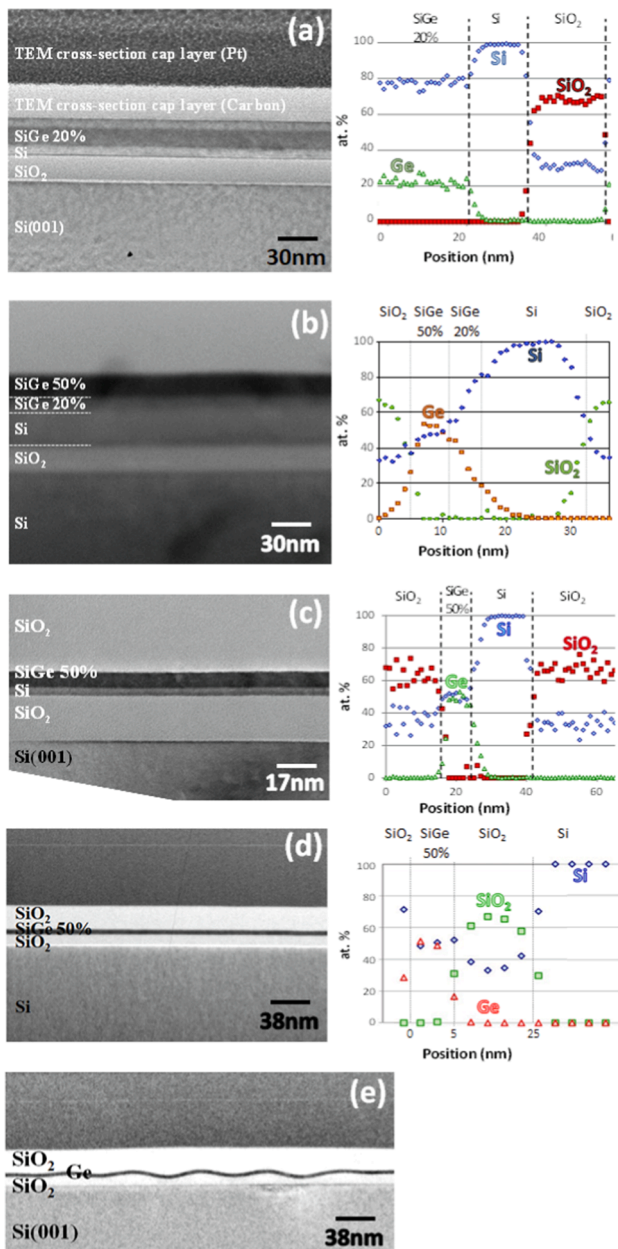 (a)
TEM cross-section cap layer (Pt)
TEM cross-section cap layer (Carbon)
SiGe 20%
Si
SiO2
Si(001)
30nm
SiGe Si SiO2
20%
100
80
60
40
20
0
at. %
Si
SiO2
Ge
0 20 40 6
Position (nm)
(b)
SiGe 50%
SiGe 20%
Si
SiO2
Si
30nm
SiO2 SiGe SiGe Si SiO2
50% 20%
100
80
60
40
20
0
at. %
Si
Ge
SiO2
0 10 20 30
Position (nm)
(c)
SiO2
SiGe 50%
Si
SiO2
Si(001)
17nm
SiO2 SiGe Si SiO2
50%
100
80
60
40
20
0
at. %
Si
SiO2
Ge
0 20 40 60
Position (nm)
(d)
SiO2
SiGe 50%
SiO2
Si
38nm
SiO2 SiGe SiO2 Si
50%
100
80
60
40
20
0
at. %
Si
SiO2
Ge
0 5 25
Position (nm)
(e)
SiO2
Ge
SiO2
Si(001)
38nm